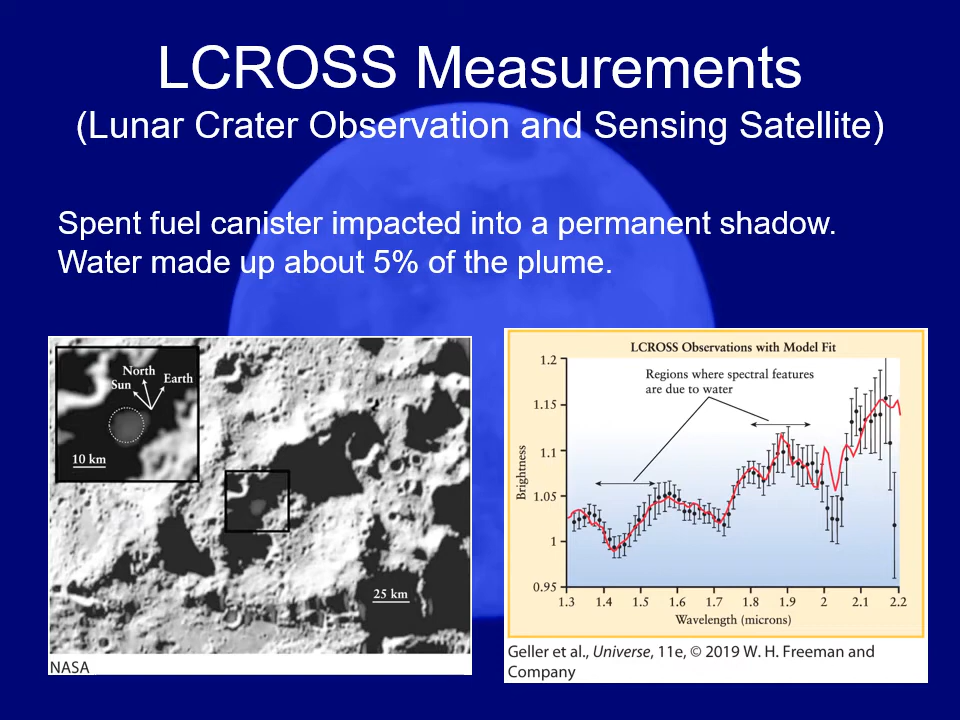 LCROSS Measurements
(Lunar Crater Observation and Sensing Satellite)
Spent fuel canister impacted into a permanent shadow.
Water made up about 5% of the plume.
North
Sun
Earth
10 km
25 km
NASA
LCROSS Observations with Model Fit
Regions where spectral features
are due to water
Brightness
1.2
1.15
1.1
1.05
1
0.95
1.3 1.4 1.5 1.6 1.7 1.8 1.9 2 2.1 2.2
Wavelength (microns)
Geller et al., Universe, 11e, © 2019 W. H. Freeman and
Company